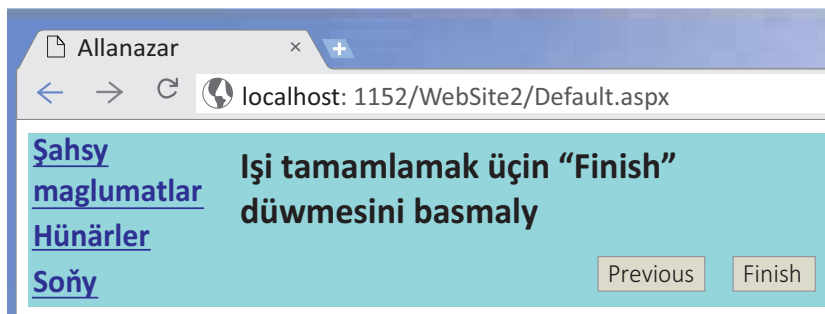 Allanazar
localhost: 1152/WebSite2/Default.aspx
Şahsy
maglumatlar
Hünärler
Soňy
Işi tamamlamak üçin “Finish”
düwmesini basmaly
Previous Finish